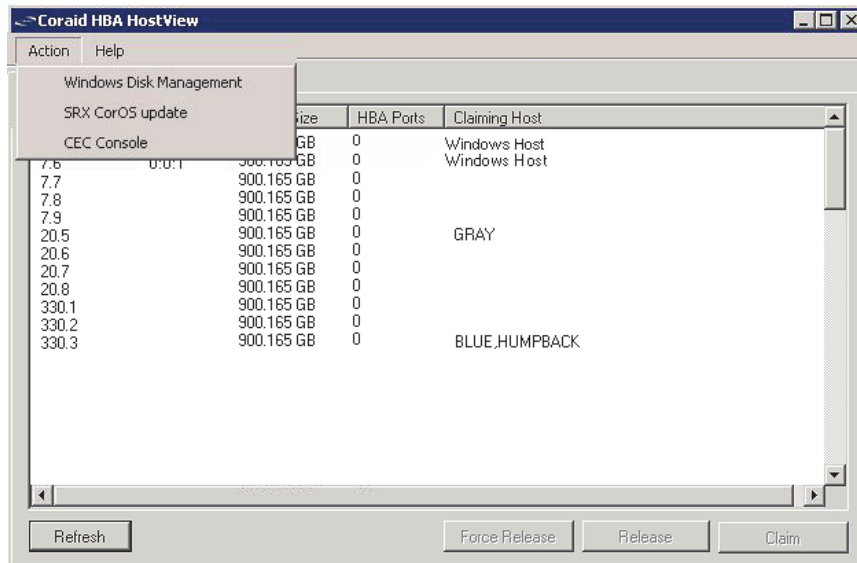 Coraid HBA HostView
Action Help
Windows Disk Management
SRX CorOS update
CEC Console
HBA Ports Claiming Host
GB 0 Windows Host
7.6 0:0:1 900.165 GB 0 Windows Host
7.7 900.165 GB 0
7.8 900.165 GB 0
7.9 900.165 GB 0
20.5 900.165 GB 0 GRAY
20.6 900.165 GB 0
20.7 900.165 GB 0
20.8 900.165 GB 0
330.1 900.165 GB 0
330.2 900.165 GB 0
330.3 900.165 GB 0 BLUE,HUMPBACK
Refresh Force Release Release Claim